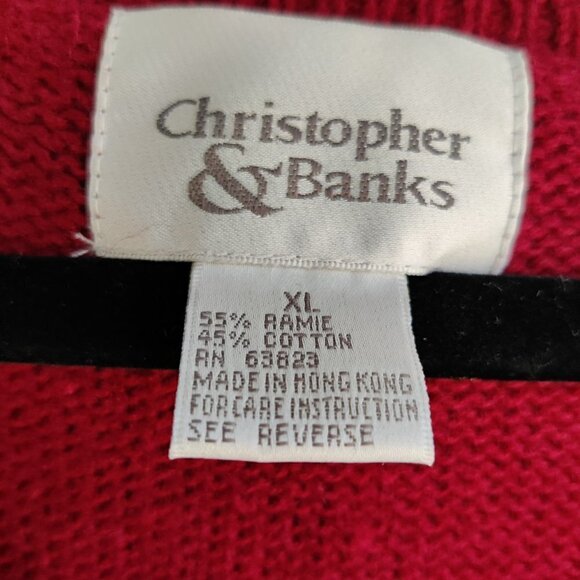 Christopher
& Banks
XL
55% RAMIE
45% COTTON
RN 63823
MADE IN HONG KONG
FOR CARE INSTRUCTION
SEE REVERSE